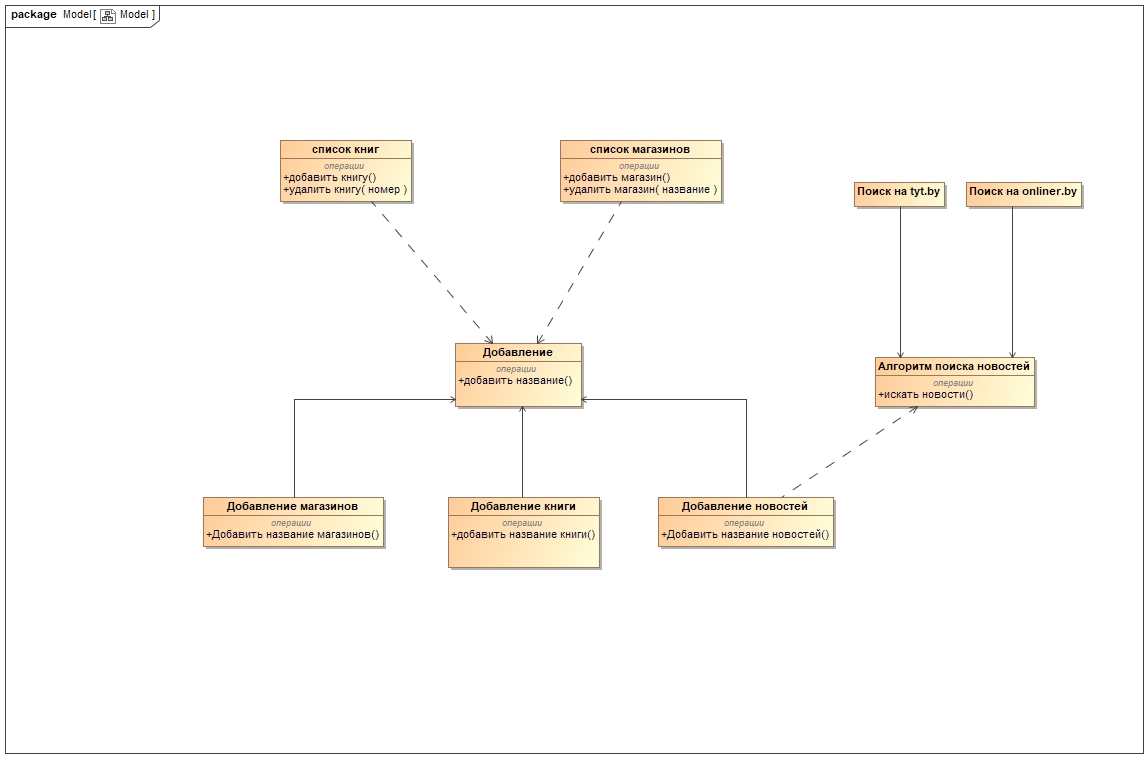 package Model[ Model ]
список книг
операции
+добавить книгу()
+удалить книгу( номер )
список магазинов
операции
+добавить магазин()
+удалить магазин( название )
Поиск на tyt.by
Поиск на onliner.by
Добавление
операции
+добавить название()
Алгоритм поиска новостей
операции
+искать новости()
Добавление магазинов
операции
+Добавить название магазинов()
Добавление книги
операции
+добавить название книги()
Добавление новостей
операции
+Добавить название новостей()